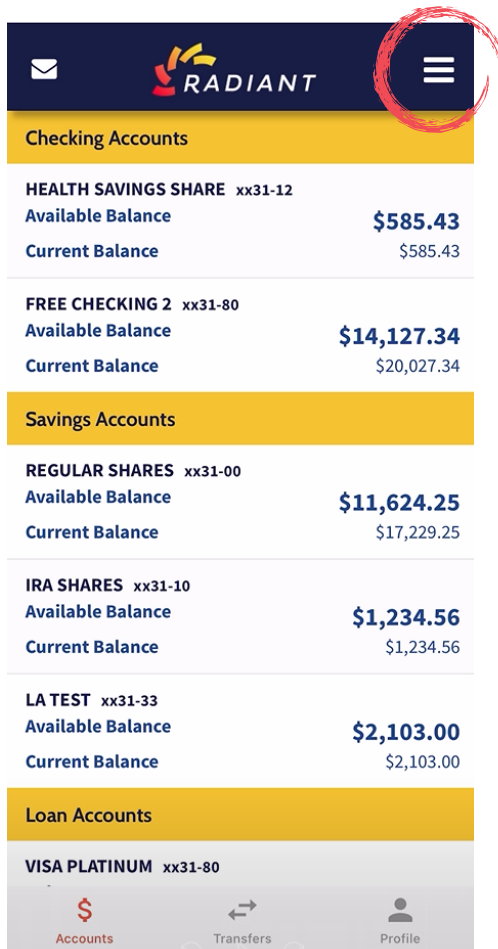 RADIANT
Checking Accounts
HEALTH SAVINGS SHARE xx31-12
Available Balance $585.43
Current Balance $585.43
FREE CHECKING 2 xx31-80
Available Balance $14,127.34
Current Balance $20,027.34
Savings Accounts
REGULAR SHARES xx31-00
Available Balance $11,624.25
Current Balance $17,229.25
IRA SHARES xx31-10
Available Balance $1,234.56
Current Balance $1,234.56
LA TEST xx31-33
Available Balance $2,103.00
Current Balance $2,103.00
Loan Accounts
VISA PLATINUM xx31-80
$
Accounts Transfers Profile